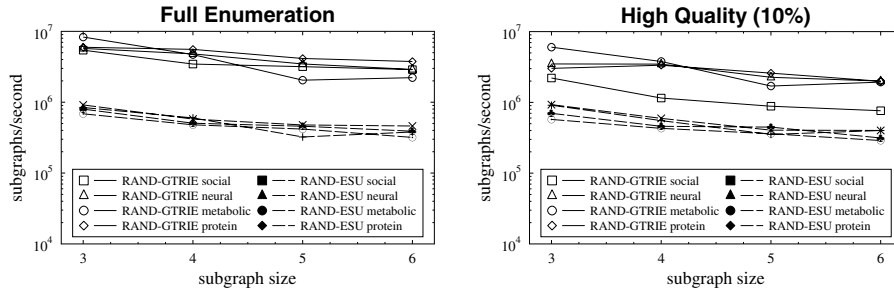 Full Enumeration
subgraphs/second
10^7
10^6
10^5
10^4
RAND-GTRIE social
RAND-GTRIE neural
RAND-GTRIE metabolic
RAND-GTRIE protein
RAND-ESU social
RAND-ESU neural
RAND-ESU metabolic
RAND-ESU protein
3 4 5 6
subgraph size
High Quality (10%)
subgraphs/second
10^7
10^6
10^5
10^4
RAND-GTRIE social
RAND-GTRIE neural
RAND-GTRIE metabolic
RAND-GTRIE protein
RAND-ESU social
RAND-ESU neural
RAND-ESU metabolic
RAND-ESU protein
3 4 5 6
subgraph size